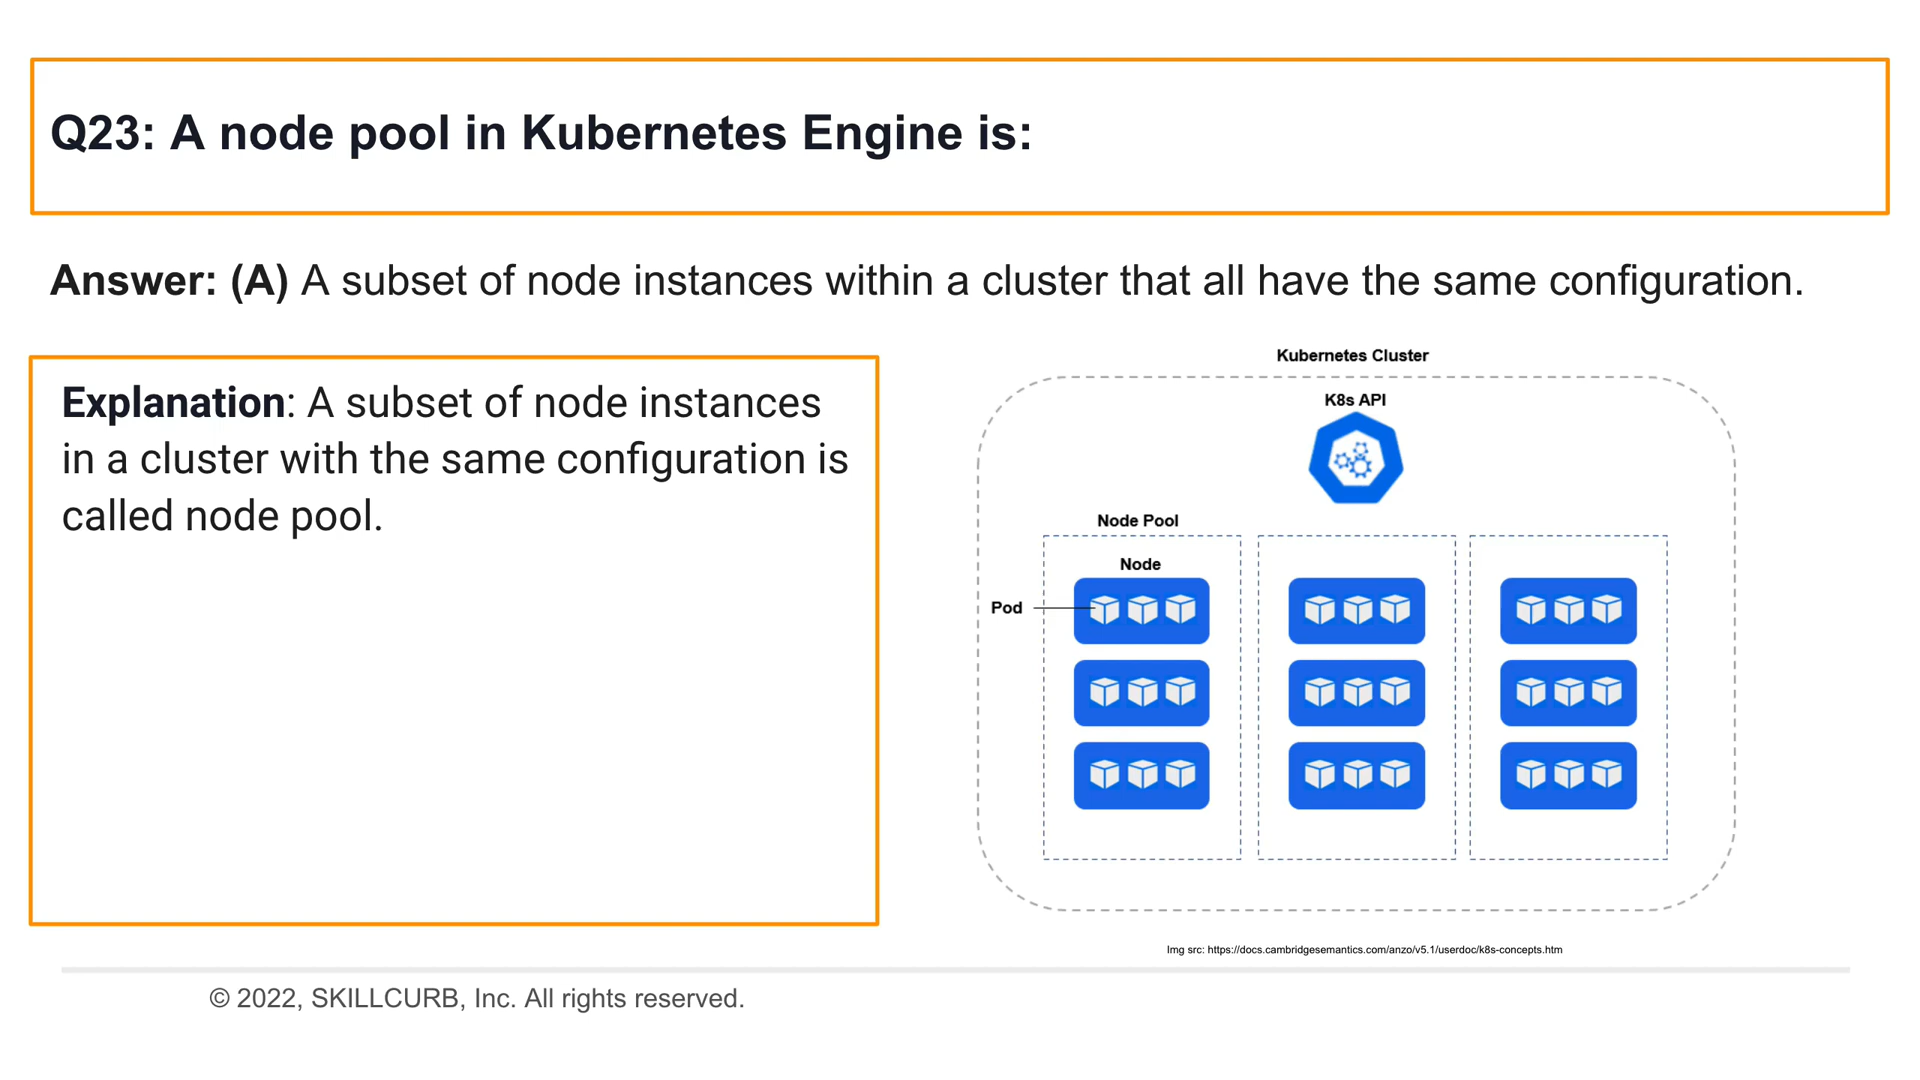 Q23: A node pool in Kubernetes Engine is:
Answer: (A) A subset of node instances within a cluster that all have the same configuration.
Explanation: A subset of node instances
in a cluster with the same configuration is
called node pool.
Kubernetes Cluster
K8s API
Node Pool
Node
Pod
Img src: https://docs.cambridgesemantics.com/anzo/v5.1/userdoc/k8s-concepts.htm
© 2022, SKILLCURB, Inc. All rights reserved.